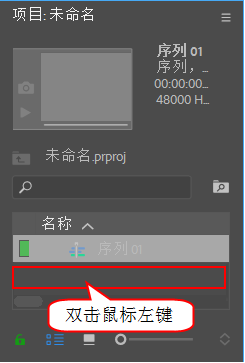 项目: 未命名
序列 01
序列, ...
00:00:00...
48000 H...
未命名.prproj
名称
序列 01
双击鼠标左键